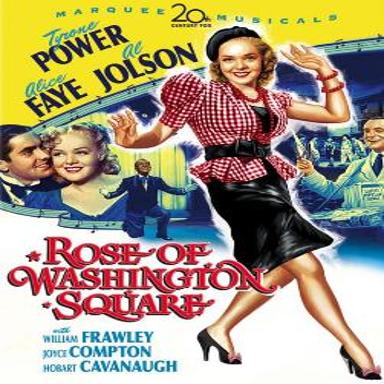 MARQUEE 20th MUSICALS
CENTURY FOX
Tyrone
POWER Al
Alice JOLSON
FAYE
ROSE OF
WASHINGTON
SQUARE
with
WILLIAM FRAWLEY
JOYCE COMPTON
HOBART CAVANAUGH